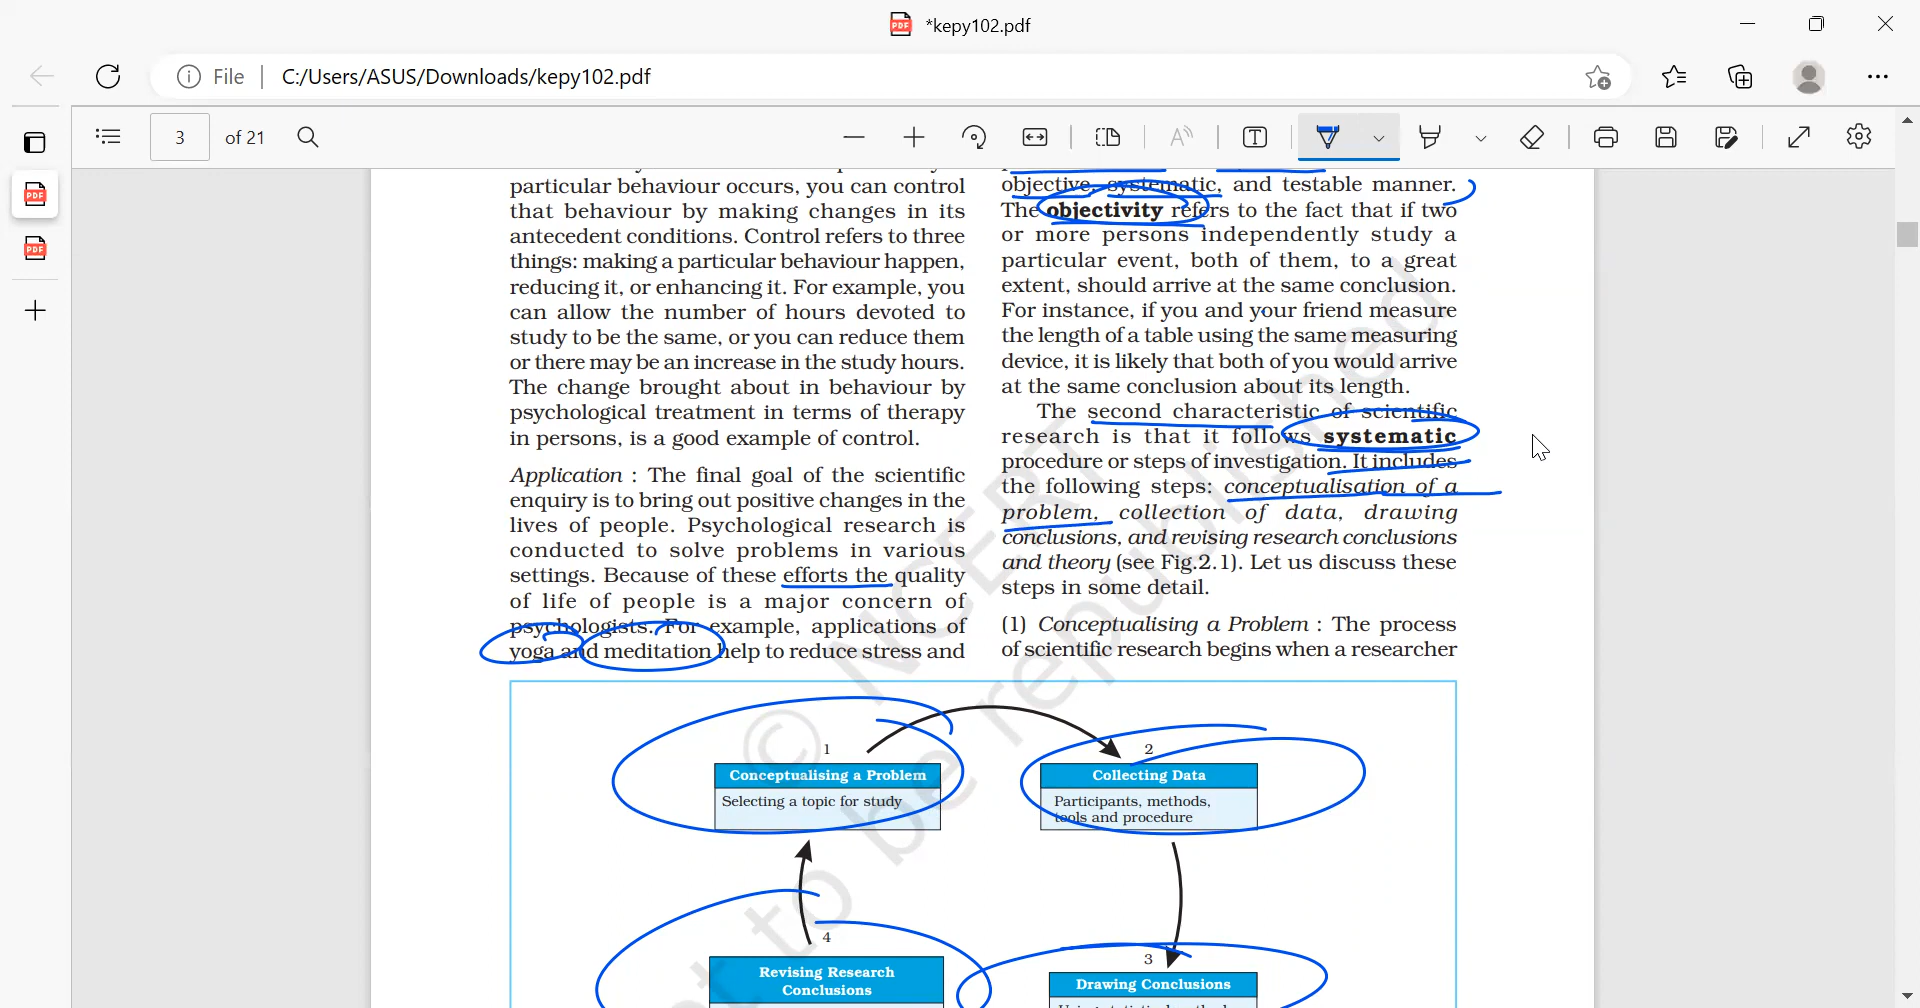 *kepy102.pdf
File
C:/Users/ASUS/Downloads/kepy102.pdf
3 of 21
particular behaviour occurs, you can control
that behaviour by making changes in its
antecedent conditions. Control refers to three
things: making a particular behaviour happen,
reducing it, or enhancing it. For example, you
can allow the number of hours devoted to
study to be the same, or you can reduce them
or there may be an increase in the study hours.
The change brought about in behaviour by
psychological treatment in terms of therapy
in persons, is a good example of control.
Application : The final goal of the scientific
enquiry is to bring out positive changes in the
lives of people. Psychological research is
conducted to solve problems in various
settings. Because of these efforts the quality
of life of people is a major concern of
psychologists. For example, applications of
yoga and meditation help to reduce stress and
objective, systematic, and testable manner.
The objectivity refers to the fact that if two
or more persons independently study a
particular event, both of them, to a great
extent, should arrive at the same conclusion.
For instance, if you and your friend measure
the length of a table using the same measuring
device, it is likely that both of you would arrive
at the same conclusion about its length.
The second characteristic of scientific
research is that it follows systematic
procedure or steps of investigation. It includes
the following steps: conceptualisation of a
problem, collection of data, drawing
conclusions, and revising research conclusions
and theory (see Fig.2.1). Let us discuss these
steps in some detail.
(1) Conceptualising a Problem : The process
of scientific research begins when a researcher
1
Conceptualising a Problem
Selecting a topic for study
2
Collecting Data
Participants, methods,
tools and procedure
4
Revising Research
Conclusions
3
Drawing Conclusions
© NCERT
not to be republished